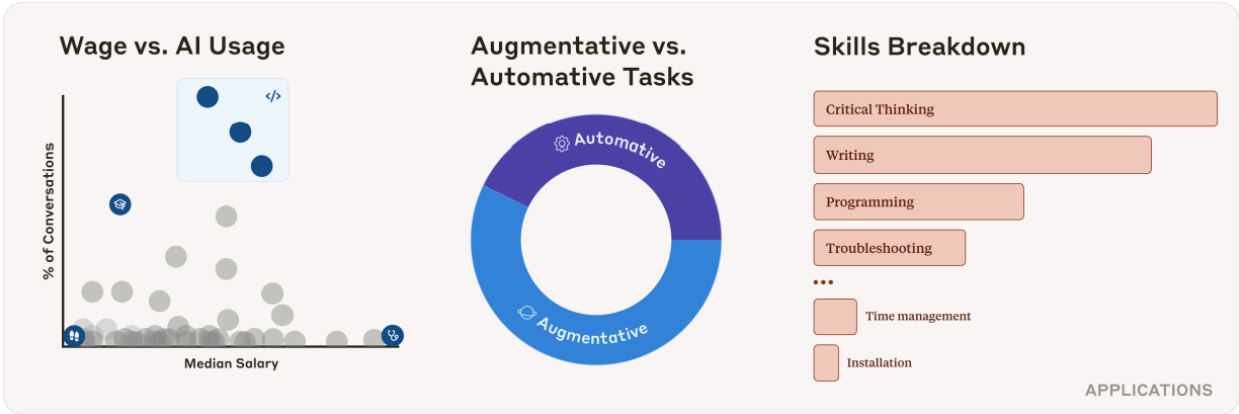 Wage vs. AI Usage
</>
% of Conversations
Median Salary
Augmentative vs.
Automative Tasks
Automative
Augmentative
Skills Breakdown
Critical Thinking
Writing
Programming
Troubleshooting
•••
Time management
Installation
APPLICATIONS